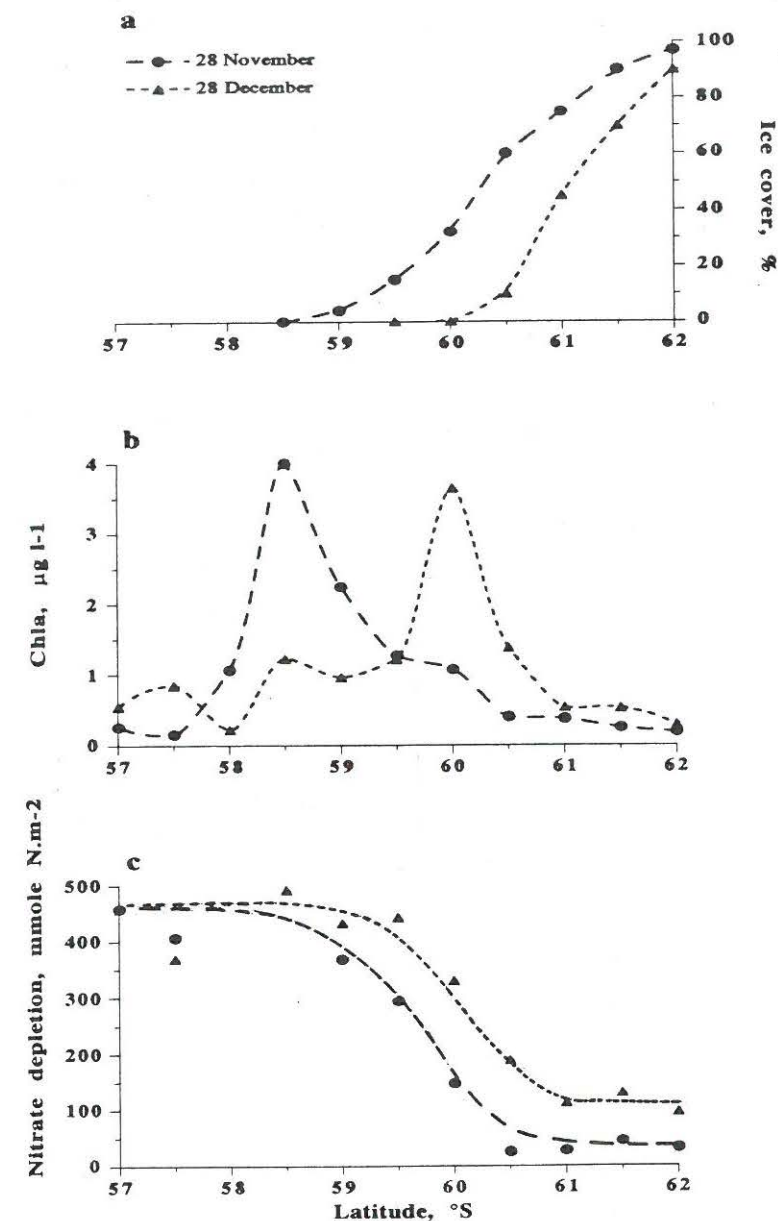 a
28 November
28 December
100
80
60
40
20
0
Ice cover, %
57 58 59 60 61 62
b
4
3
2
1
0
Chla, µg l-1
57 58 59 60 61 62
c
500
400
300
200
100
0
Nitrate depletion, mmole N.m-2
57 58 59 60 61 62
Latitude, °S